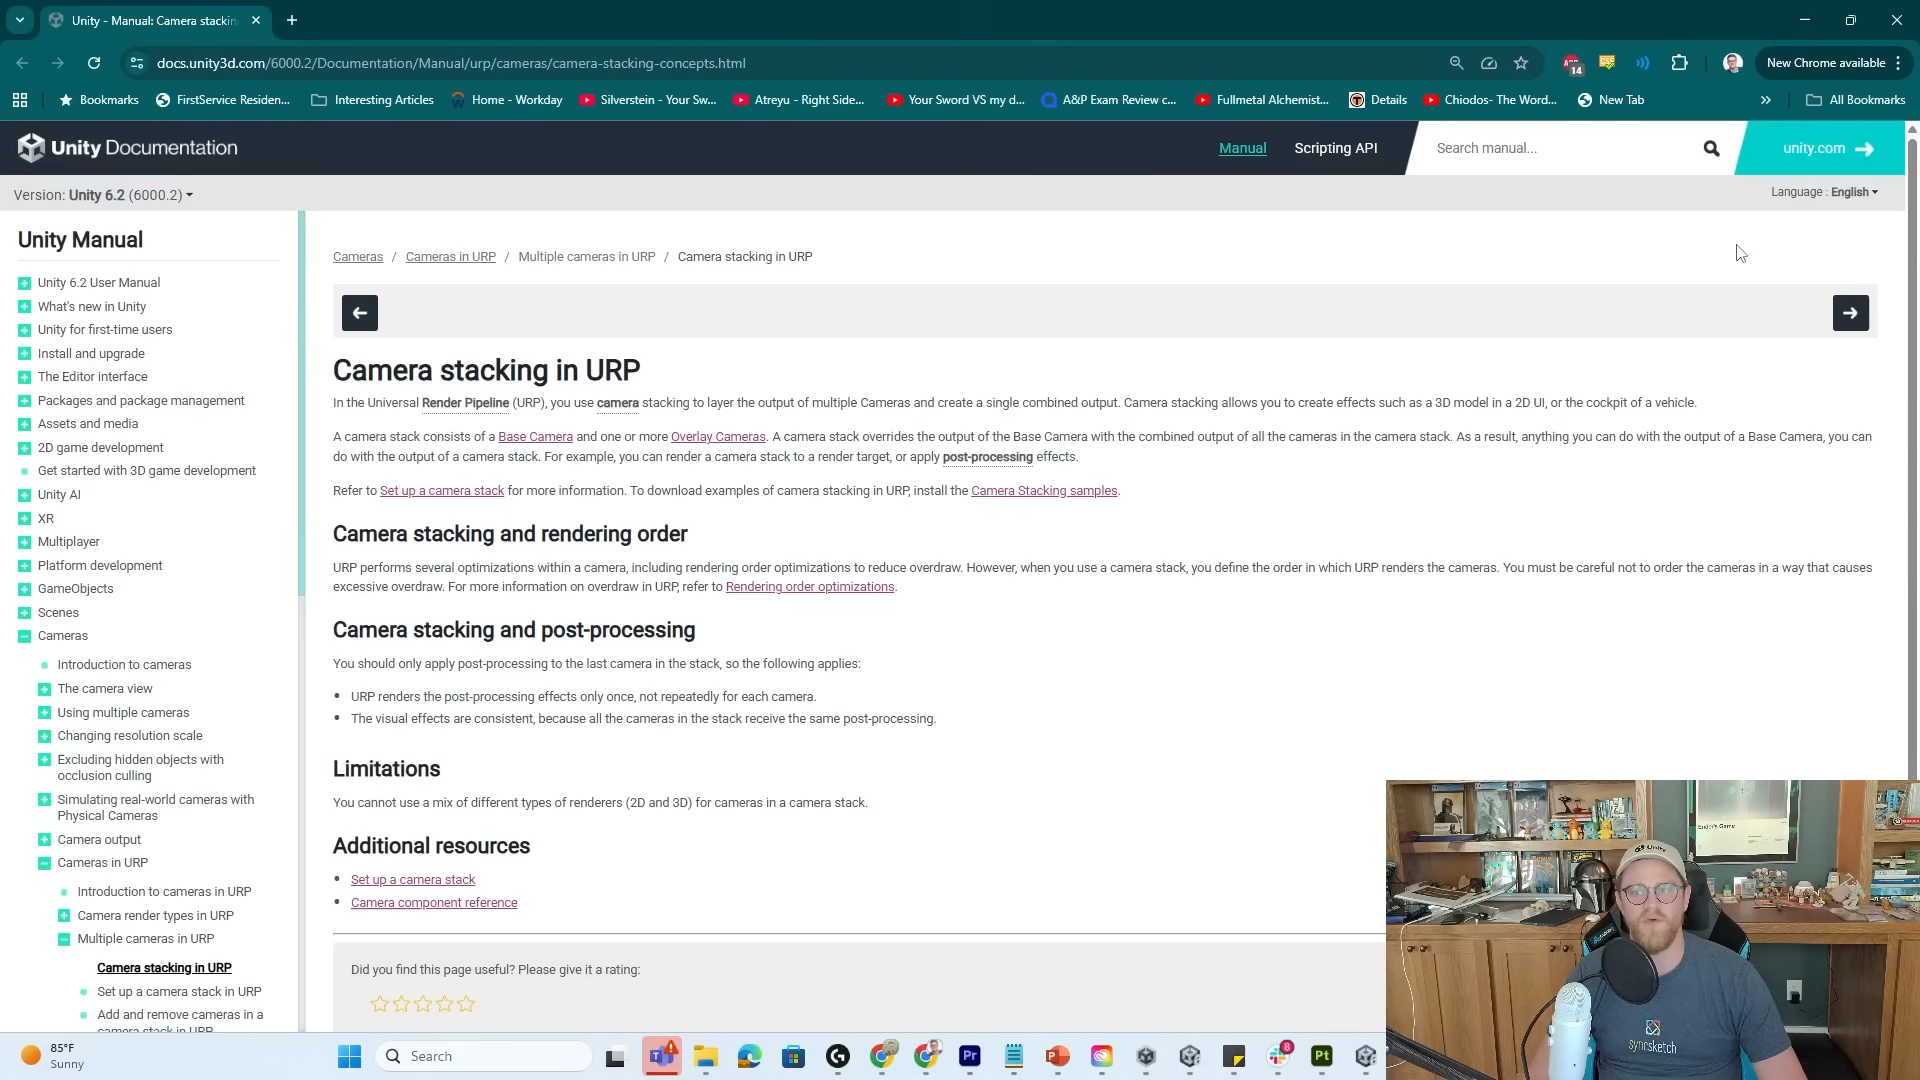 Unity - Manual: Camera stackin
docs.unity3d.com/6000.2/Documentation/Manual/urp/cameras/camera-stacking-concepts.html
14
New Chrome available
Bookmarks
FirstService Residen...
Interesting Articles
Home - Workday
Silverstein - Your Sw...
Atreyu - Right Side...
Your Sword VS my d...
A&P Exam Review c...
Fullmetal Alchemist...
Details
Chiodos- The Word...
New Tab
All Bookmarks
Unity Documentation
Manual
Scripting API
Search manual...
unity.com
Version: Unity 6.2 (6000.2)
Language : English
Unity Manual
Unity 6.2 User Manual
What's new in Unity
Unity for first-time users
Install and upgrade
The Editor interface
Packages and package management
Assets and media
2D game development
Get started with 3D game development
Unity AI
XR
Multiplayer
Platform development
GameObjects
Scenes
Cameras
Introduction to cameras
The camera view
Using multiple cameras
Changing resolution scale
Excluding hidden objects with
occlusion culling
Simulating real-world cameras with
Physical Cameras
Camera output
Cameras in URP
Introduction to cameras in URP
Camera render types in URP
Multiple cameras in URP
Camera stacking in URP
Set up a camera stack in URP
Add and remove cameras in a
camera stack in URP
Cameras / Cameras in URP / Multiple cameras in URP / Camera stacking in URP
Camera stacking in URP
In the Universal Render Pipeline (URP), you use camera stacking to layer the output of multiple Cameras and create a single combined output. Camera stacking allows you to create effects such as a 3D model in a 2D UI, or the cockpit of a vehicle.
A camera stack consists of a Base Camera and one or more Overlay Cameras. A camera stack overrides the output of the Base Camera with the combined output of all the cameras in the camera stack. As a result, anything you can do with the output of a Base Camera, you can
do with the output of a camera stack. For example, you can render a camera stack to a render target, or apply post-processing effects.
Refer to Set up a camera stack for more information. To download examples of camera stacking in URP, install the Camera Stacking samples.
Camera stacking and rendering order
URP performs several optimizations within a camera, including rendering order optimizations to reduce overdraw. However, when you use a camera stack, you define the order in which URP renders the cameras. You must be careful not to order the cameras in a way that causes
excessive overdraw. For more information on overdraw in URP, refer to Rendering order optimizations.
Camera stacking and post-processing
You should only apply post-processing to the last camera in the stack, so the following applies:
URP renders the post-processing effects only once, not repeatedly for each camera.
The visual effects are consistent, because all the cameras in the stack receive the same post-processing.
Limitations
You cannot use a mix of different types of renderers (2D and 3D) for cameras in a camera stack.
Additional resources
Set up a camera stack
Camera component reference
Did you find this page useful? Please give it a rating:
Ender's Game
syncsketch
85°F
Sunny
Search
Pr
8
Pt